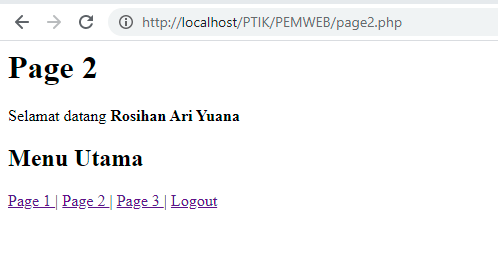 http://localhost/PTIK/PEMWEB/page2.php
Page 2
Selamat datang Rosihan Ari Yuana
Menu Utama
Page 1 | Page 2 | Page 3 | Logout